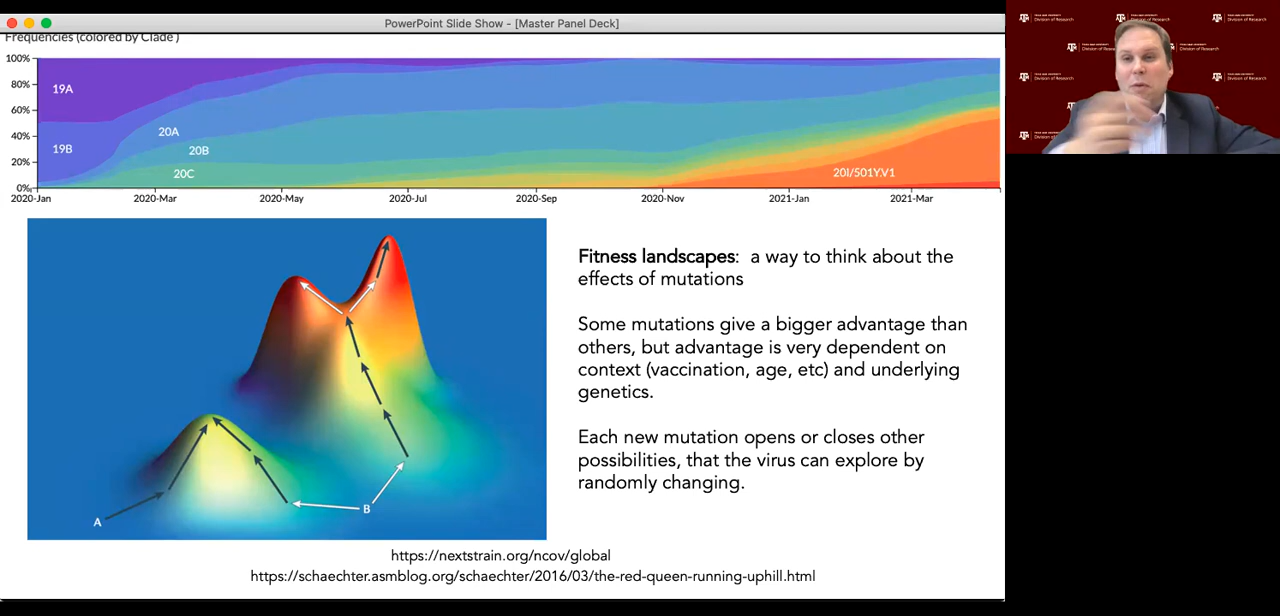 PowerPoint Slide Show - [Master Panel Deck]
Frequencies (colored by Clade )
100%
80%
60%
40%
20%
0%
19A
19B
20A
20B
20C
20I/501Y.V1
2020-Jan 2020-Mar 2020-May 2020-Jul 2020-Sep 2020-Nov 2021-Jan 2021-Mar
A
B
Fitness landscapes: a way to think about the
effects of mutations
Some mutations give a bigger advantage than
others, but advantage is very dependent on
context (vaccination, age, etc) and underlying
genetics.
Each new mutation opens or closes other
possibilities, that the virus can explore by
randomly changing.
https://nextstrain.org/ncov/global
https://schaechter.asmblog.org/schaechter/2016/03/the-red-queen-running-uphill.html
Division of Research